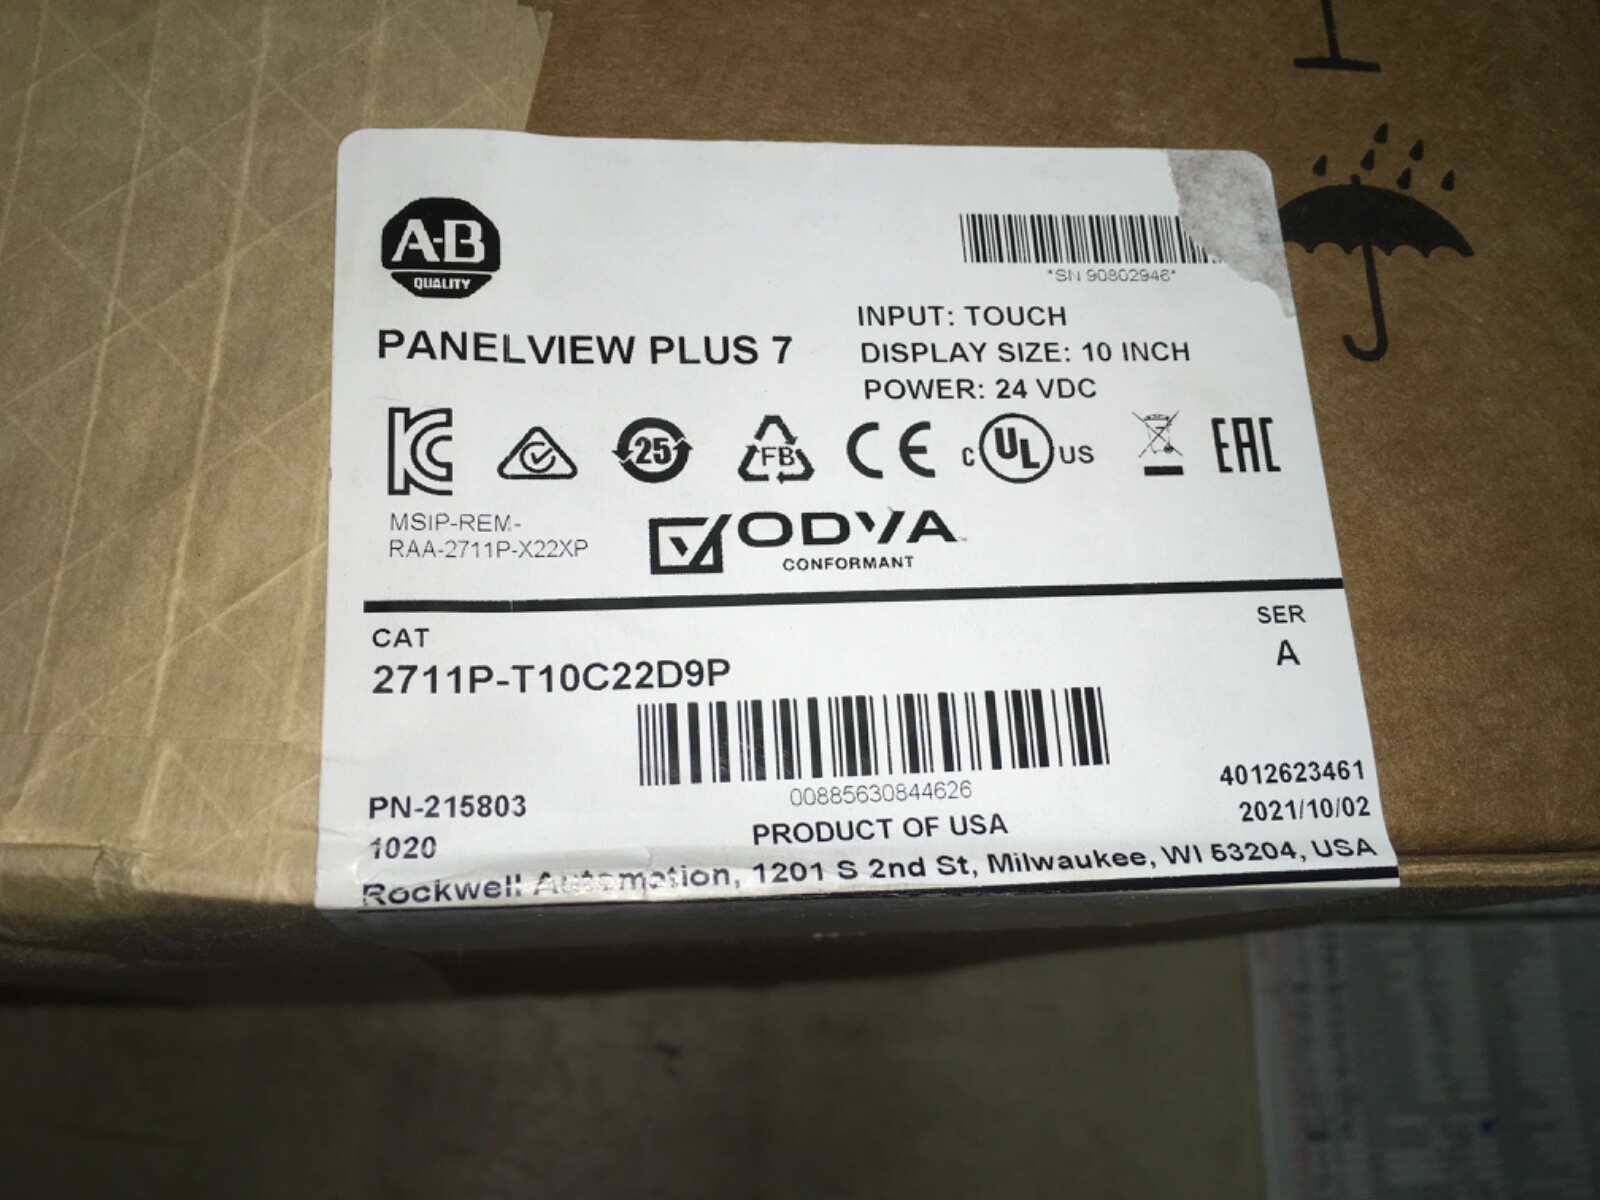 A-B
QUALITY
*SN 90802946*
INPUT: TOUCH
PANELVIEW PLUS 7
DISPLAY SIZE: 10 INCH
POWER: 24 VDC
25
FB
CE
c UL US
EAC
MSIP-REM-
RAA-2711P-X22XP
ODVA
CONFORMANT
CAT
SER
2711P-T10C22D9P
A
00885630844626
4012623461
PN-215803
2021/10/02
1020
PRODUCT OF USA
Rockwell Automation, 1201 S 2nd St, Milwaukee, WI 53204, USA